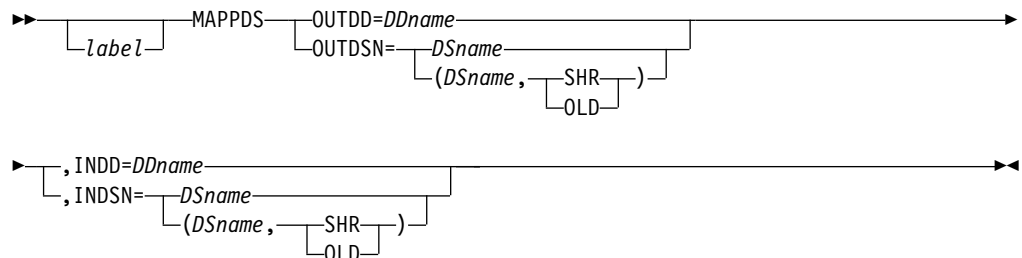 MAPPDS OUTDD=DDname
label OUTDSN= DSname
(DSname, SHR )
OLD
,INDD=DDname
,INDSN= DSname
(DSname, SHR )
OLD